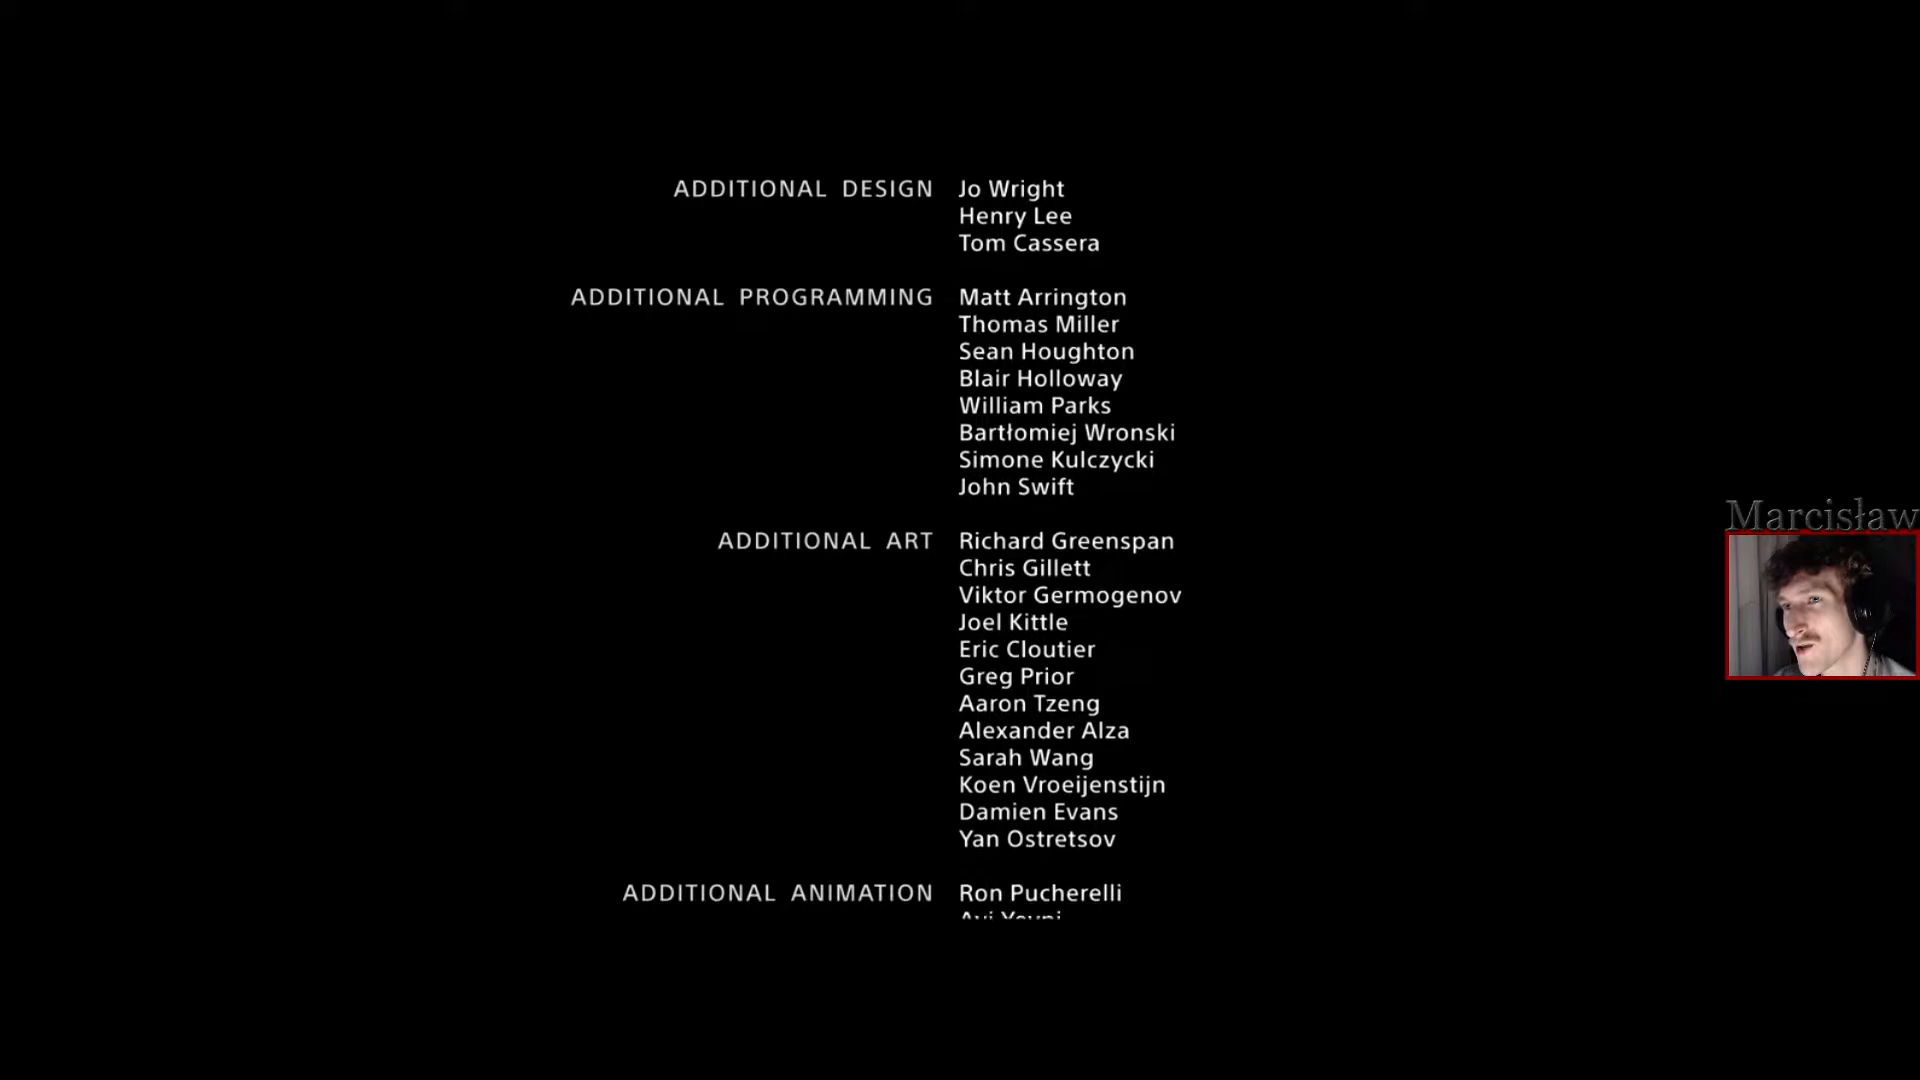 ADDITIONAL DESIGN Jo Wright
Henry Lee
Tom Cassera
ADDITIONAL PROGRAMMING Matt Arrington
Thomas Miller
Sean Houghton
Blair Holloway
William Parks
Bartłomiej Wronski
Simone Kulczycki
John Swift
Marcisław
ADDITIONAL ART Richard Greenspan
Chris Gillett
Viktor Germogenov
Joel Kittle
Eric Cloutier
Greg Prior
Aaron Tzeng
Alexander Alza
Sarah Wang
Koen Vroeijenstijn
Damien Evans
Yan Ostretsov
ADDITIONAL ANIMATION Ron Pucherelli